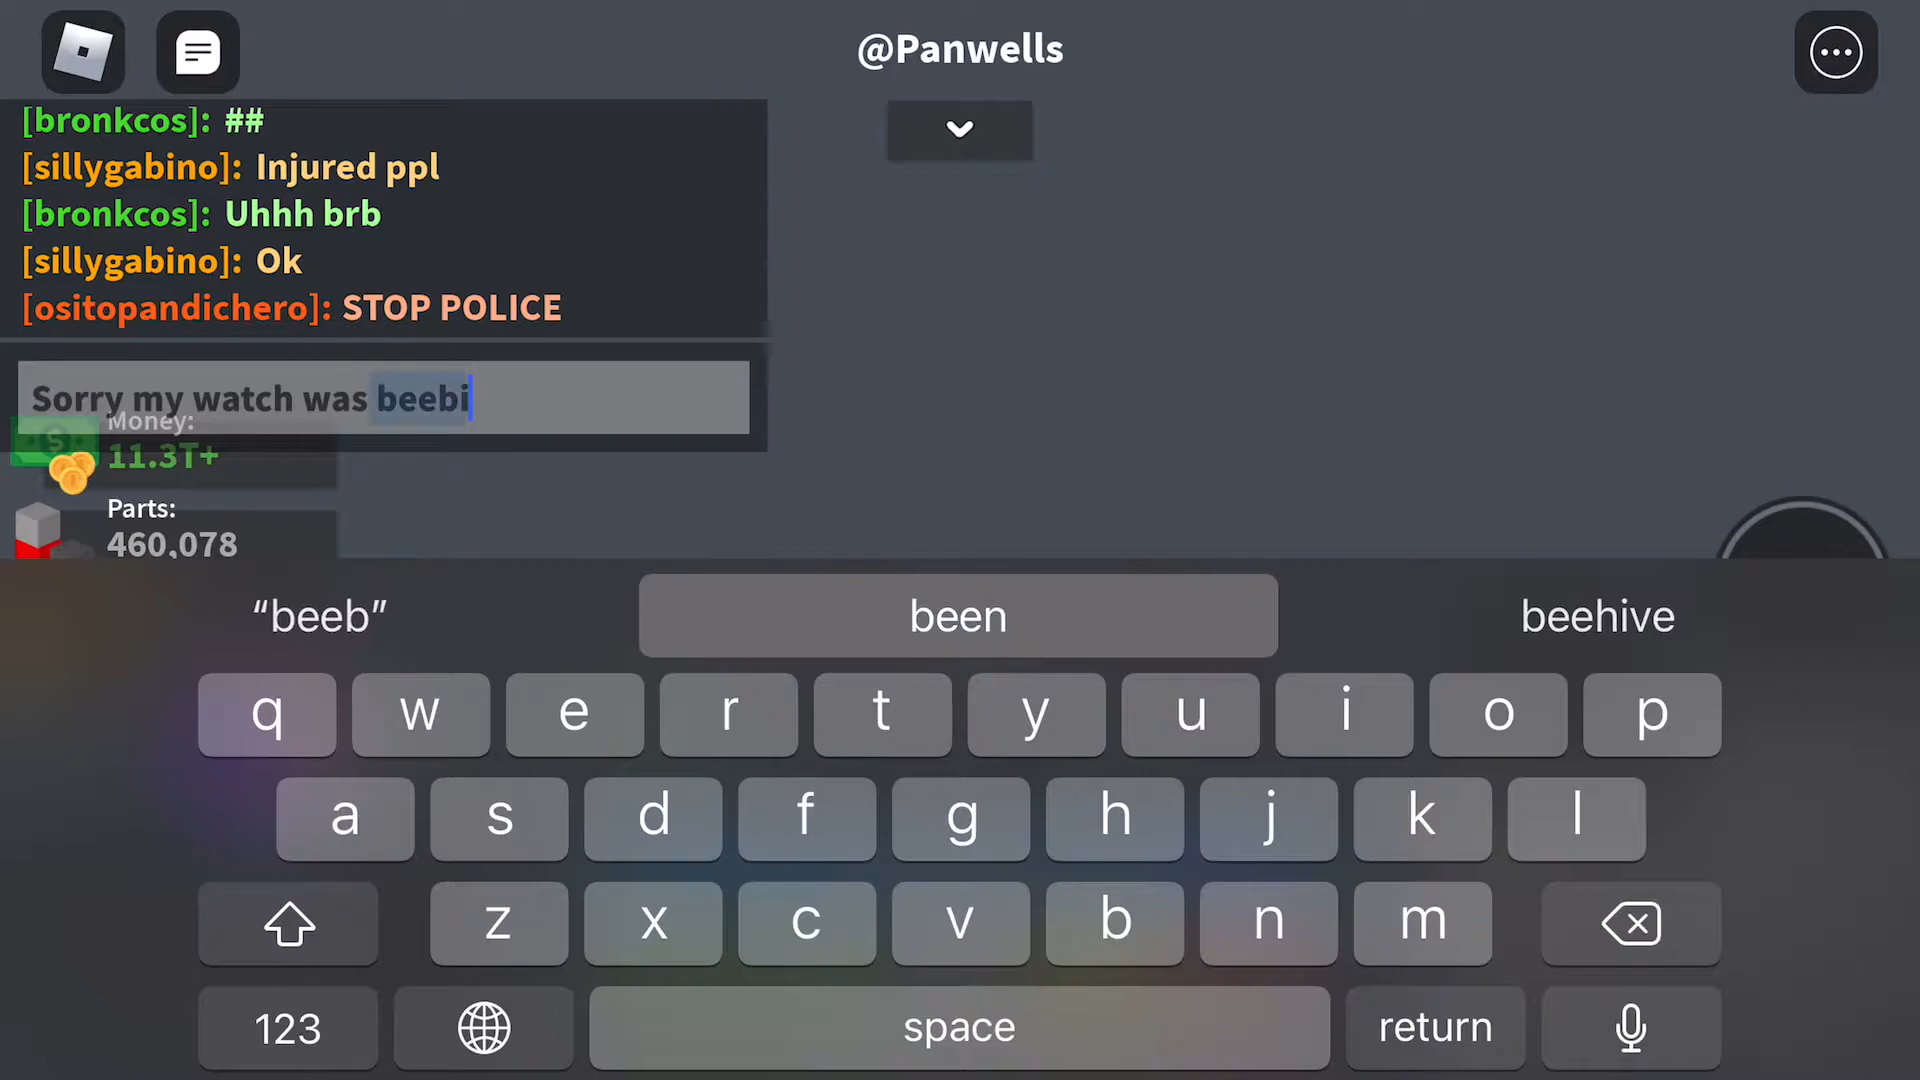 @Panwells
[bronkcos]: ##
[sillygabino]: Injured ppl
[bronkcos]: Uhhh brb
[sillygabino]: Ok
[ositopandichero]: STOP POLICE
Sorry my watch was beebi
Money:
11.3T+
Parts:
460,078
“beeb” been beehive
q w e r t y u i o p
a s d f g h j k l
z x c v b n m
123 space return